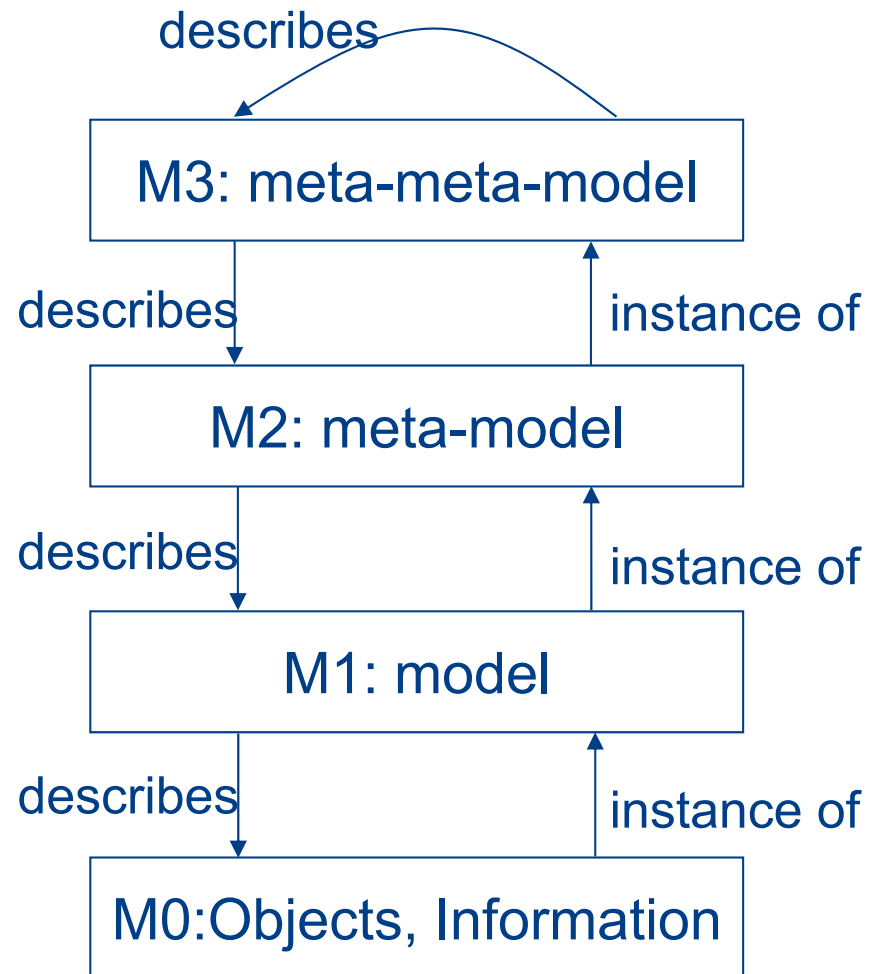 describes
M3: meta-meta-model
describes
instance of
M2: meta-model
describes
instance of
M1: model
describes
instance of
M0:Objects, Information